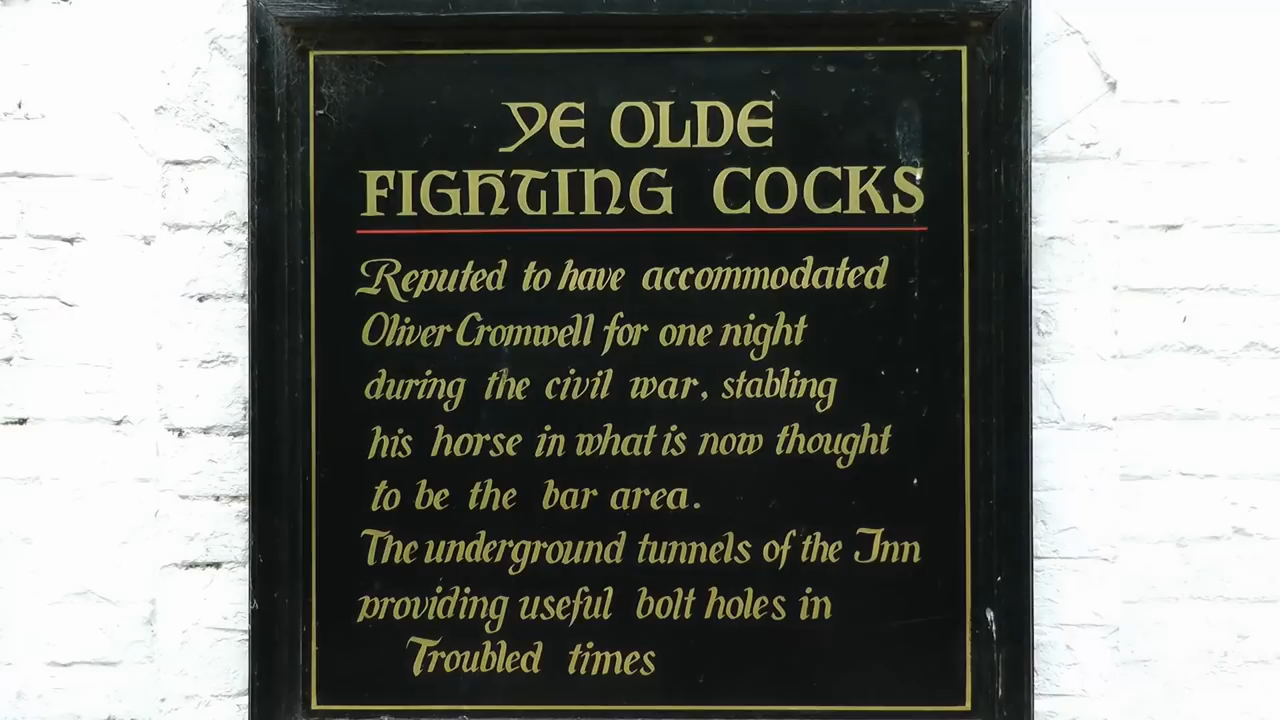 YE OLDE
FIGHTING COCKS
Reputed to have accommodated
Oliver Cromwell for one night
during the civil war, stabling
his horse in what is now thought
to be the bar area.
The underground tunnels of the Inn
providing useful bolt holes in
Troubled times